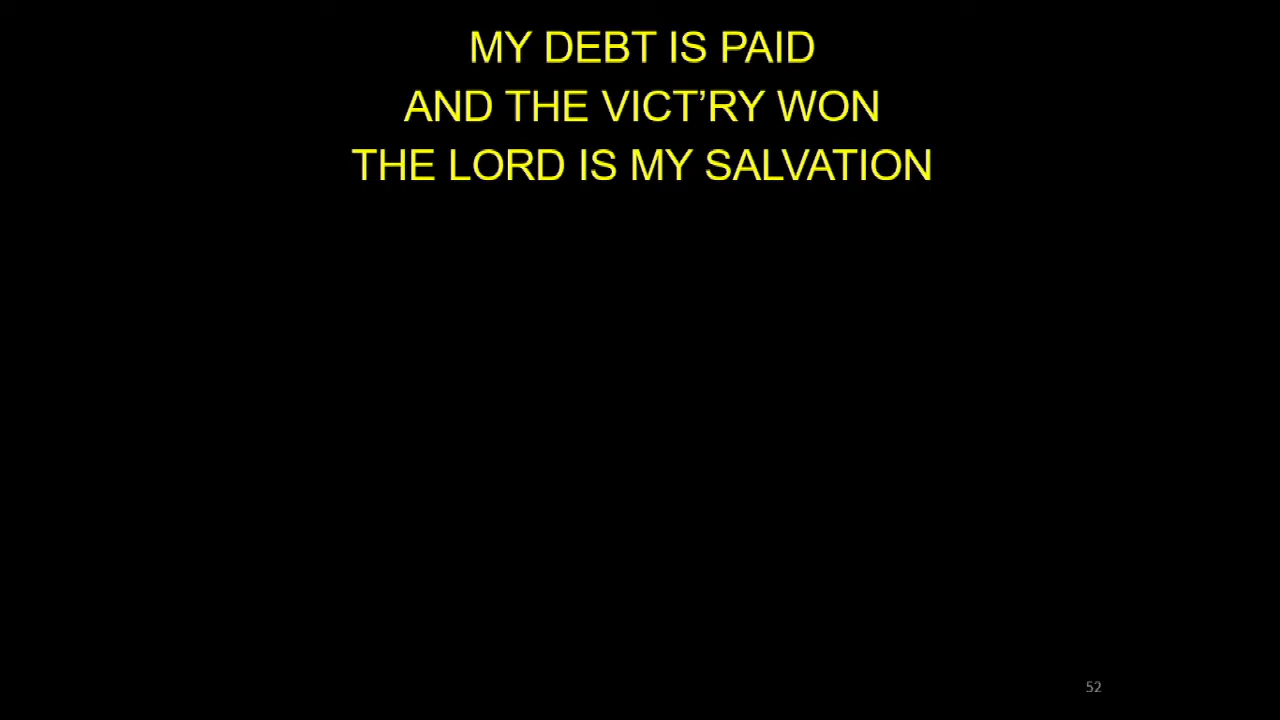 MY DEBT IS PAID
AND THE VICT’RY WON
THE LORD IS MY SALVATION
52